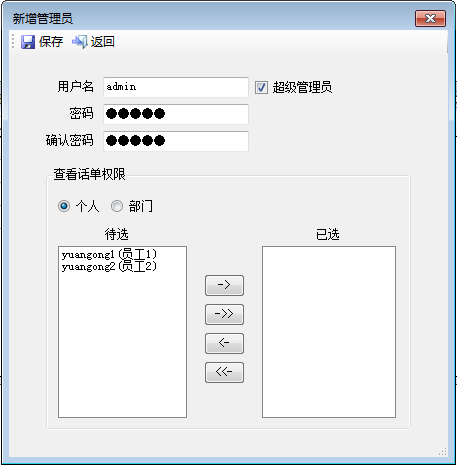 新增管理员
保存 返回
用户名 admin 超级管理员
密码 ●●●●●
确认密码 ●●●●●
查看话单权限
个人 部门
待选 已选
yuangong1(员工1)
yuangong2(员工2)
->
->>
<-
<<-